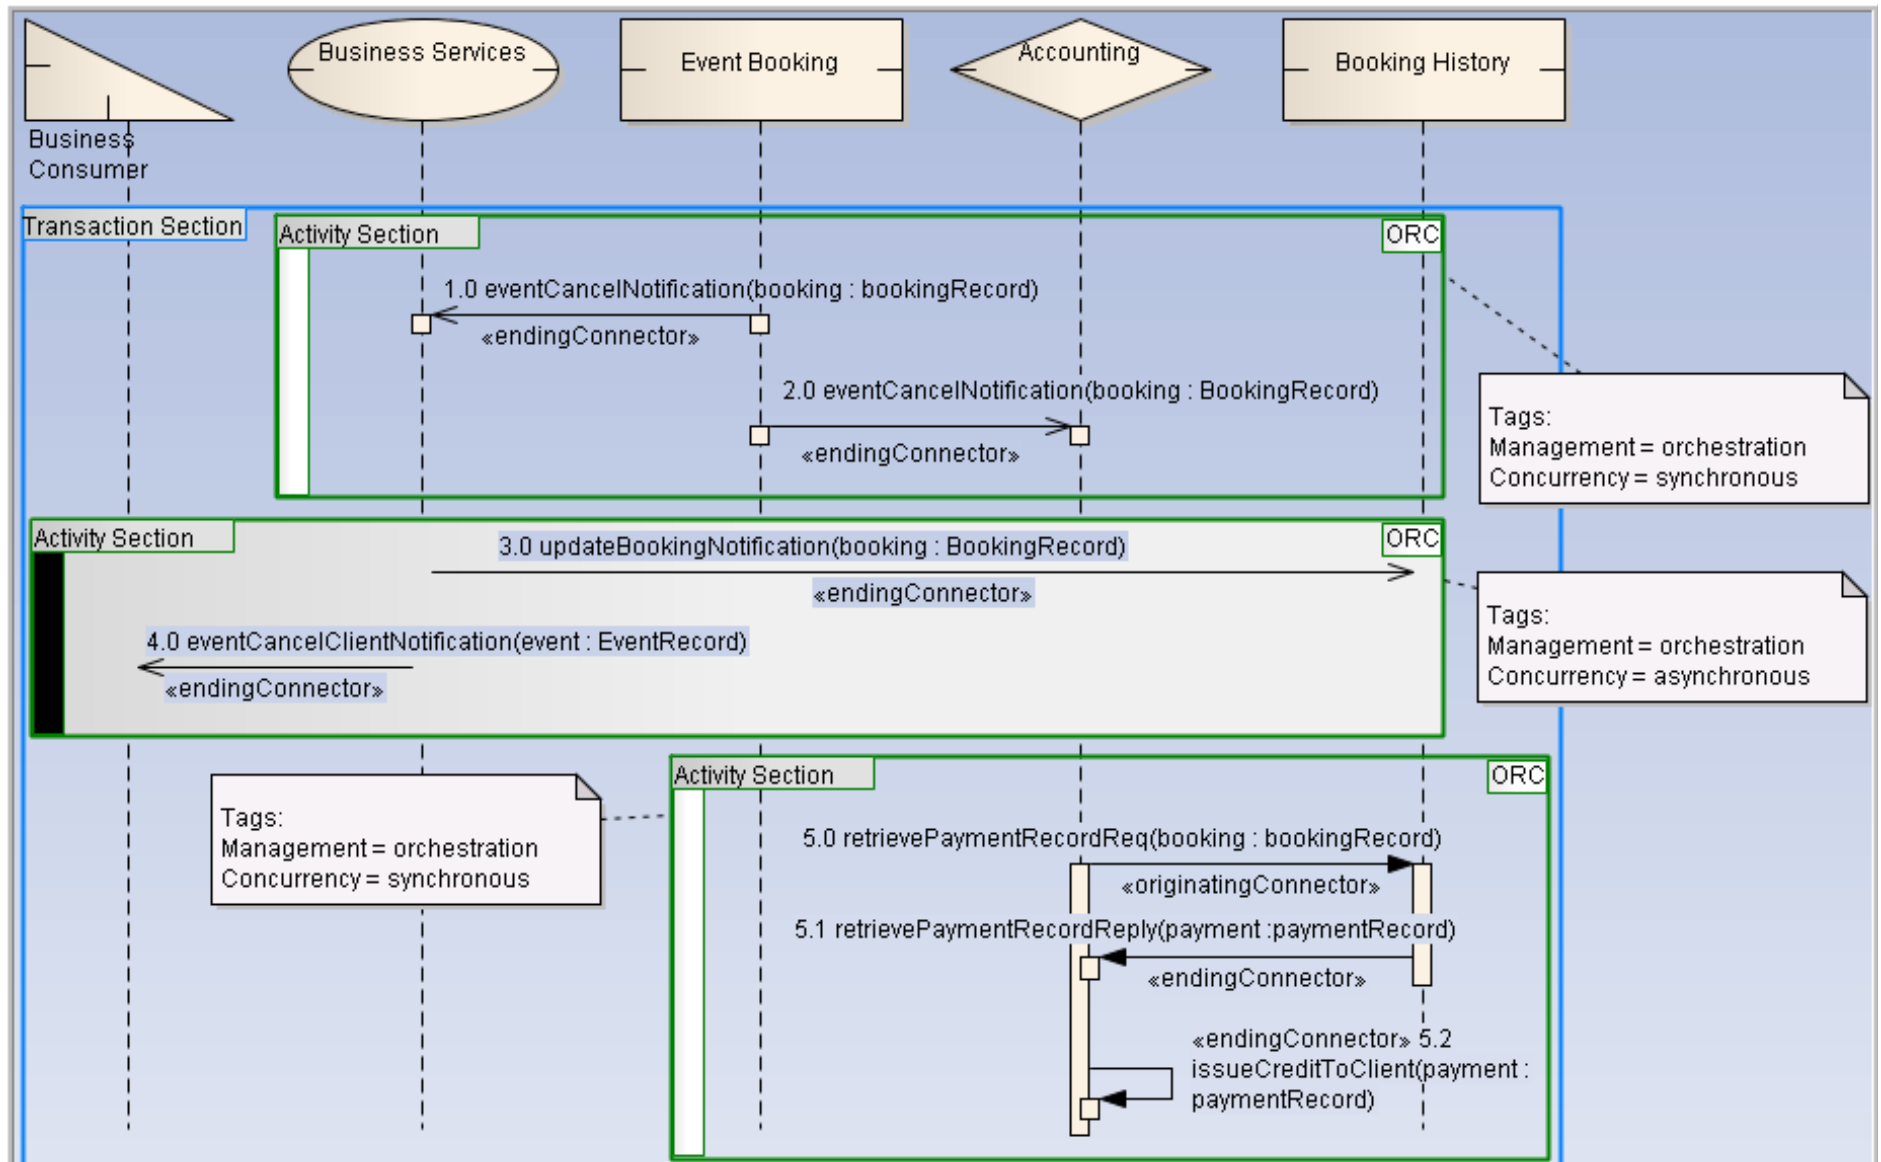 Business Services
Event Booking
Accounting
Booking History
Business
Consumer
Transaction Section
Activity Section
ORC
1.0 eventCancelNotification(booking : bookingRecord)
«endingConnector»
2.0 eventCancelNotification(booking : BookingRecord)
«endingConnector»
Tags:
Management = orchestration
Concurrency = synchronous
Activity Section
ORC
3.0 updateBookingNotification(booking : BookingRecord)
«endingConnector»
4.0 eventCancelClientNotification(event : EventRecord)
«endingConnector»
Tags:
Management = orchestration
Concurrency = asynchronous
Activity Section
ORC
Tags:
Management = orchestration
Concurrency = synchronous
5.0 retrievePaymentRecordReq(booking : bookingRecord)
«originatingConnector»
5.1 retrievePaymentRecordReply(payment :paymentRecord)
«endingConnector»
«endingConnector» 5.2
issueCreditToClient(payment :
paymentRecord)